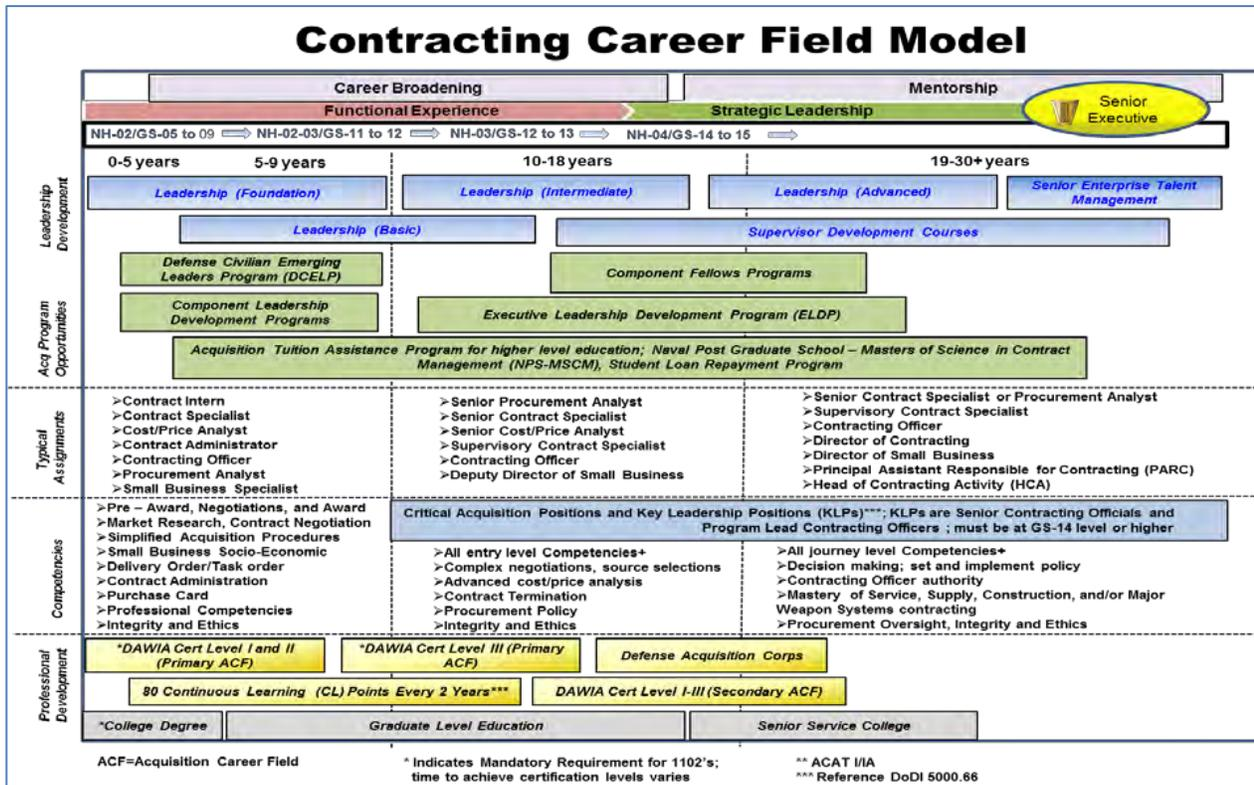 Contracting Career Field Model
Career Broadening
Mentorship
Functional Experience
Strategic Leadership
Senior
Executive
NH-02/GS-05 to 09
NH-02-03/GS-11 to 12
NH-03/GS-12 to 13
NH-04/GS-14 to 15
0-5 years
5-9 years
10-18 years
19-30+ years
Leadership
Development
Leadership (Foundation)
Leadership (Intermediate)
Leadership (Advanced)
Senior Enterprise Talent
Management
Leadership (Basic)
Supervisor Development Courses
Acq Program
Opportunities
Defense Civilian Emerging
Leaders Program (DCELP)
Component Fellows Programs
Component Leadership
Development Programs
Executive Leadership Development Program (ELDP)
Acquisition Tuition Assistance Program for higher level education; Naval Post Graduate School – Masters of Science in Contract
Management (NPS-MSCM), Student Loan Repayment Program
Typical
Assignments
➢Contract Intern
➢Contract Specialist
➢Cost/Price Analyst
➢Contract Administrator
➢Contracting Officer
➢Procurement Analyst
➢Small Business Specialist
➢Senior Procurement Analyst
➢Senior Contract Specialist
➢Senior Cost/Price Analyst
➢Supervisory Contract Specialist
➢Contracting Officer
➢Deputy Director of Small Business
➢Senior Contract Specialist or Procurement Analyst
➢Supervisory Contract Specialist
➢Contracting Officer
➢Director of Contracting
➢Director of Small Business
➢Principal Assistant Responsible for Contracting (PARC)
➢Head of Contracting Activity (HCA)
Competencies
➢Pre – Award, Negotiations, and Award
➢Market Research, Contract Negotiation
➢Simplified Acquisition Procedures
➢Small Business Socio-Economic
➢Delivery Order/Task order
➢Contract Administration
➢Purchase Card
➢Professional Competencies
➢Integrity and Ethics
Critical Acquisition Positions and Key Leadership Positions (KLPs)***; KLPs are Senior Contracting Officials and
Program Lead Contracting Officers ; must be at GS-14 level or higher
➢All entry level Competencies+
➢Complex negotiations, source selections
➢Advanced cost/price analysis
➢Contract Termination
➢Procurement Policy
➢Integrity and Ethics
➢All journey level Competencies+
➢Decision making; set and implement policy
➢Contracting Officer authority
➢Mastery of Service, Supply, Construction, and/or Major
Weapon Systems contracting
➢Procurement Oversight, Integrity and Ethics
Professional
Development
*DAWIA Cert Level I and II
(Primary ACF)
*DAWIA Cert Level III (Primary
ACF)
Defense Acquisition Corps
80 Continuous Learning (CL) Points Every 2 Years***
DAWIA Cert Level I-III (Secondary ACF)
*College Degree
Graduate Level Education
Senior Service College
ACF=Acquisition Career Field
* Indicates Mandatory Requirement for 1102's;
time to achieve certification levels varies
** ACAT I/IA
*** Reference DoDI 5000.66